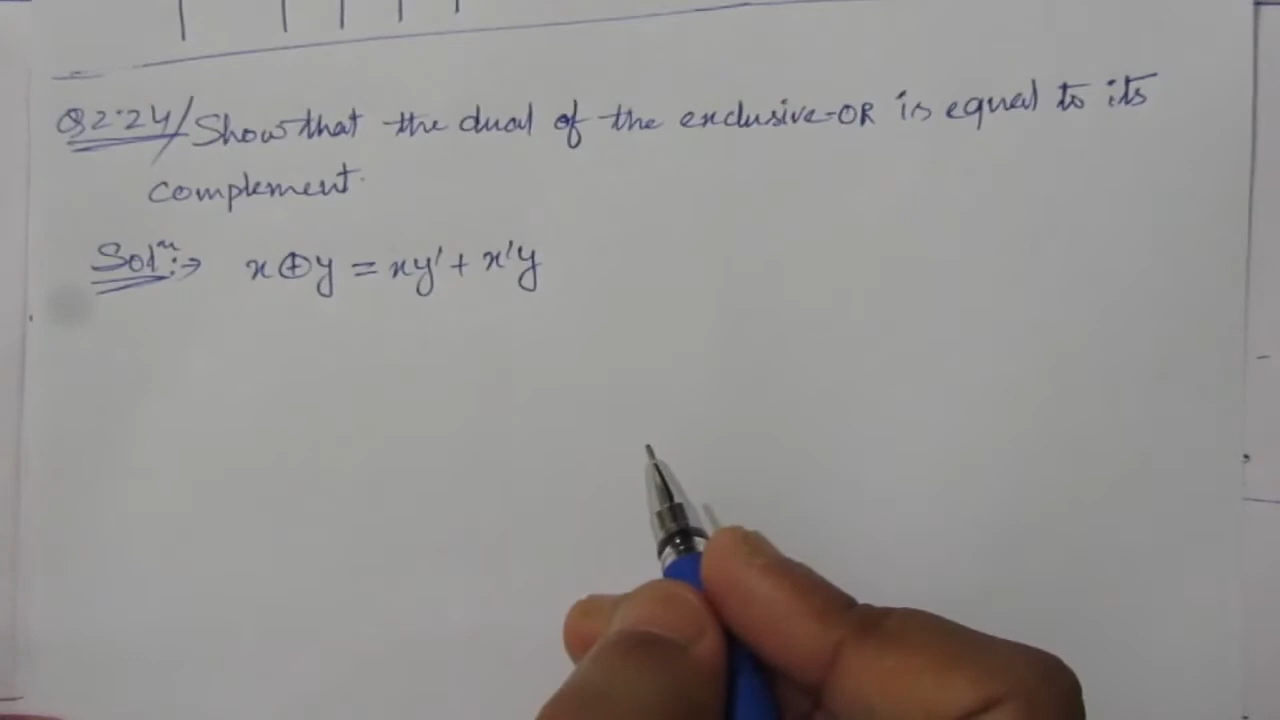 Q2.24/ Show that the dual of the exclusive-OR is equal to its
complement.
Solⁿ:→ x⊕y = xy' + x'y